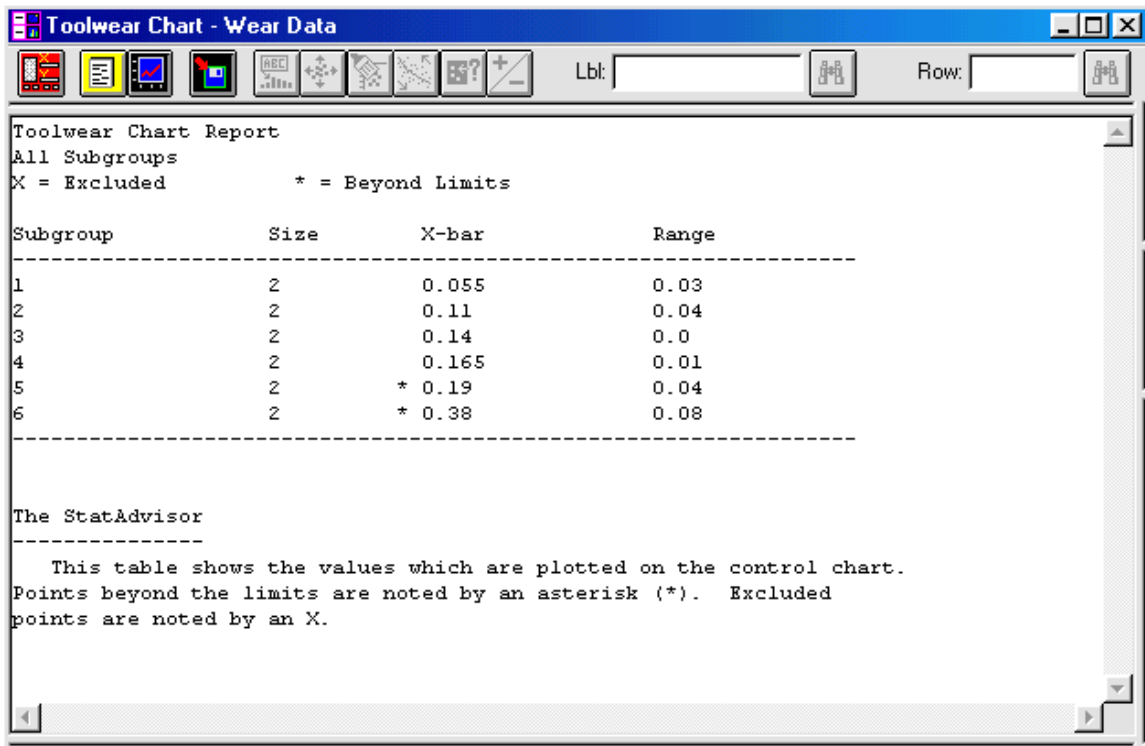 Toolwear Chart - Wear Data
ABC ? + - Lbl: Row:
Toolwear Chart Report
All Subgroups
X = Excluded * = Beyond Limits
Subgroup Size X-bar Range
------------------------------------------------------------------
1 2 0.055 0.03
2 2 0.11 0.04
3 2 0.14 0.0
4 2 0.165 0.01
5 2 * 0.19 0.04
6 2 * 0.38 0.08
------------------------------------------------------------------
The StatAdvisor
---------------
This table shows the values which are plotted on the control chart.
Points beyond the limits are noted by an asterisk (*). Excluded
points are noted by an X.